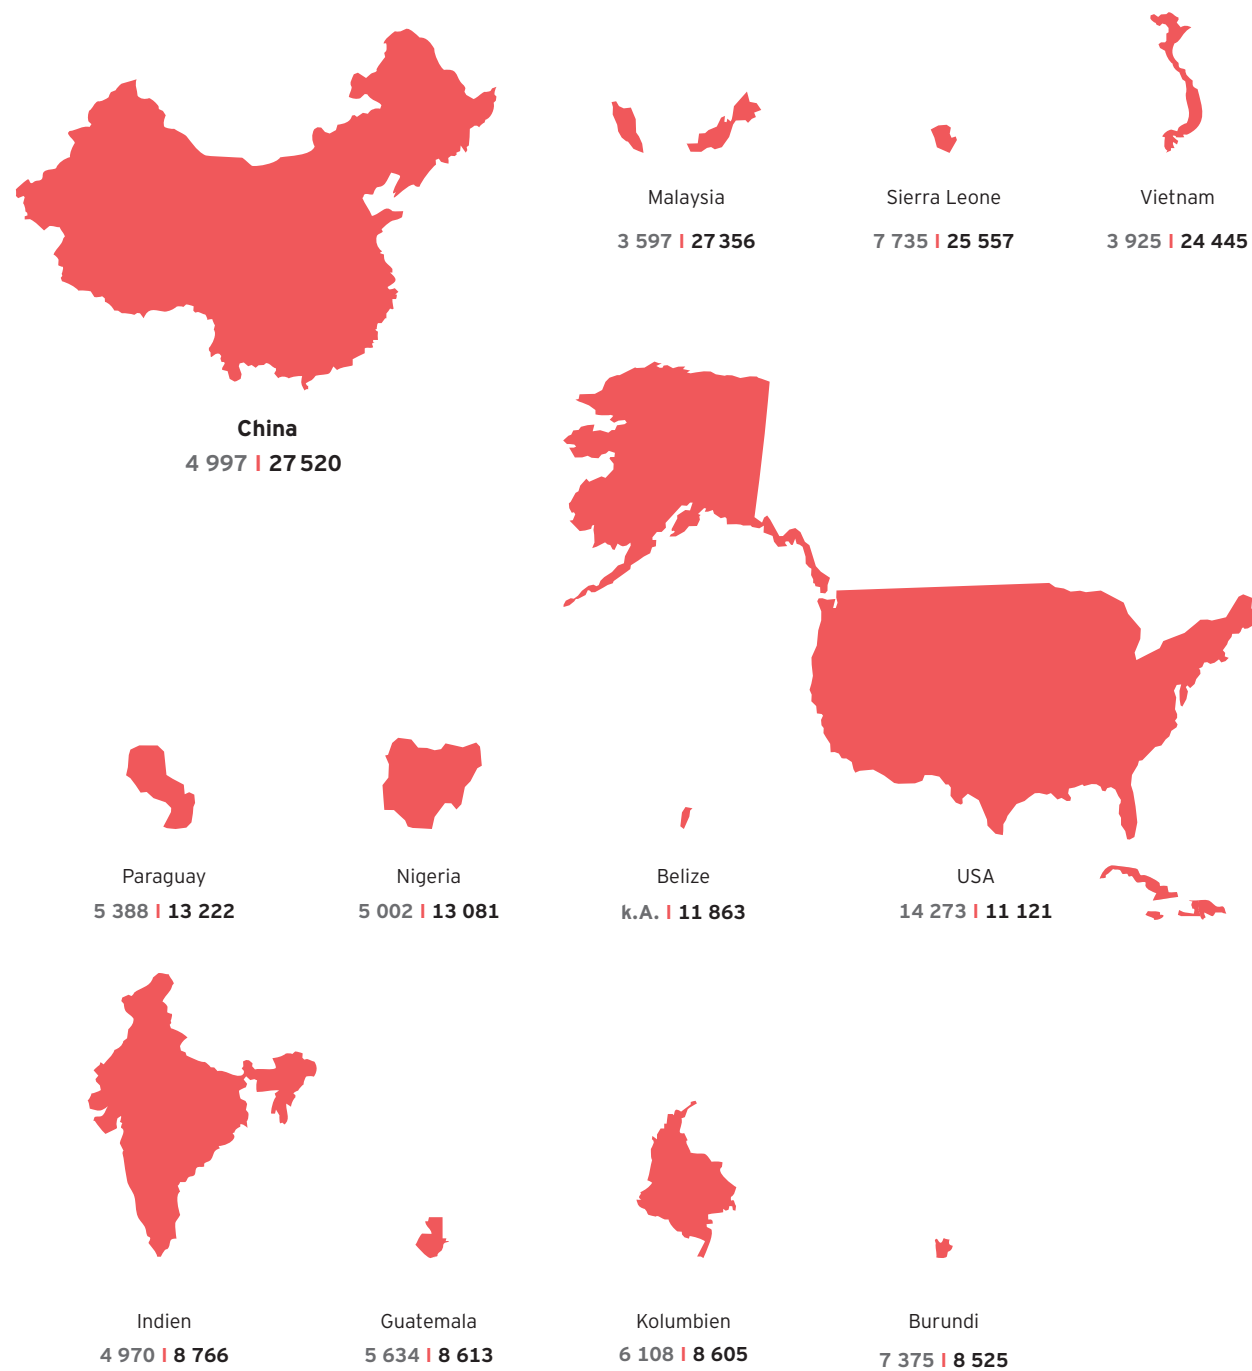 Malaysia
3 597 | 27 356
Sierra Leone
7 735 | 25 557
Vietnam
3 925 | 24 445
China
4 997 | 27 520
Paraguay
5 388 | 13 222
Nigeria
5 002 | 13 081
Belize
k.A. | 11 863
USA
14 273 | 11 121
Indien
4 970 | 8 766
Guatemala
5 634 | 8 613
Kolumbien
6 108 | 8 605
Burundi
7 375 | 8 525